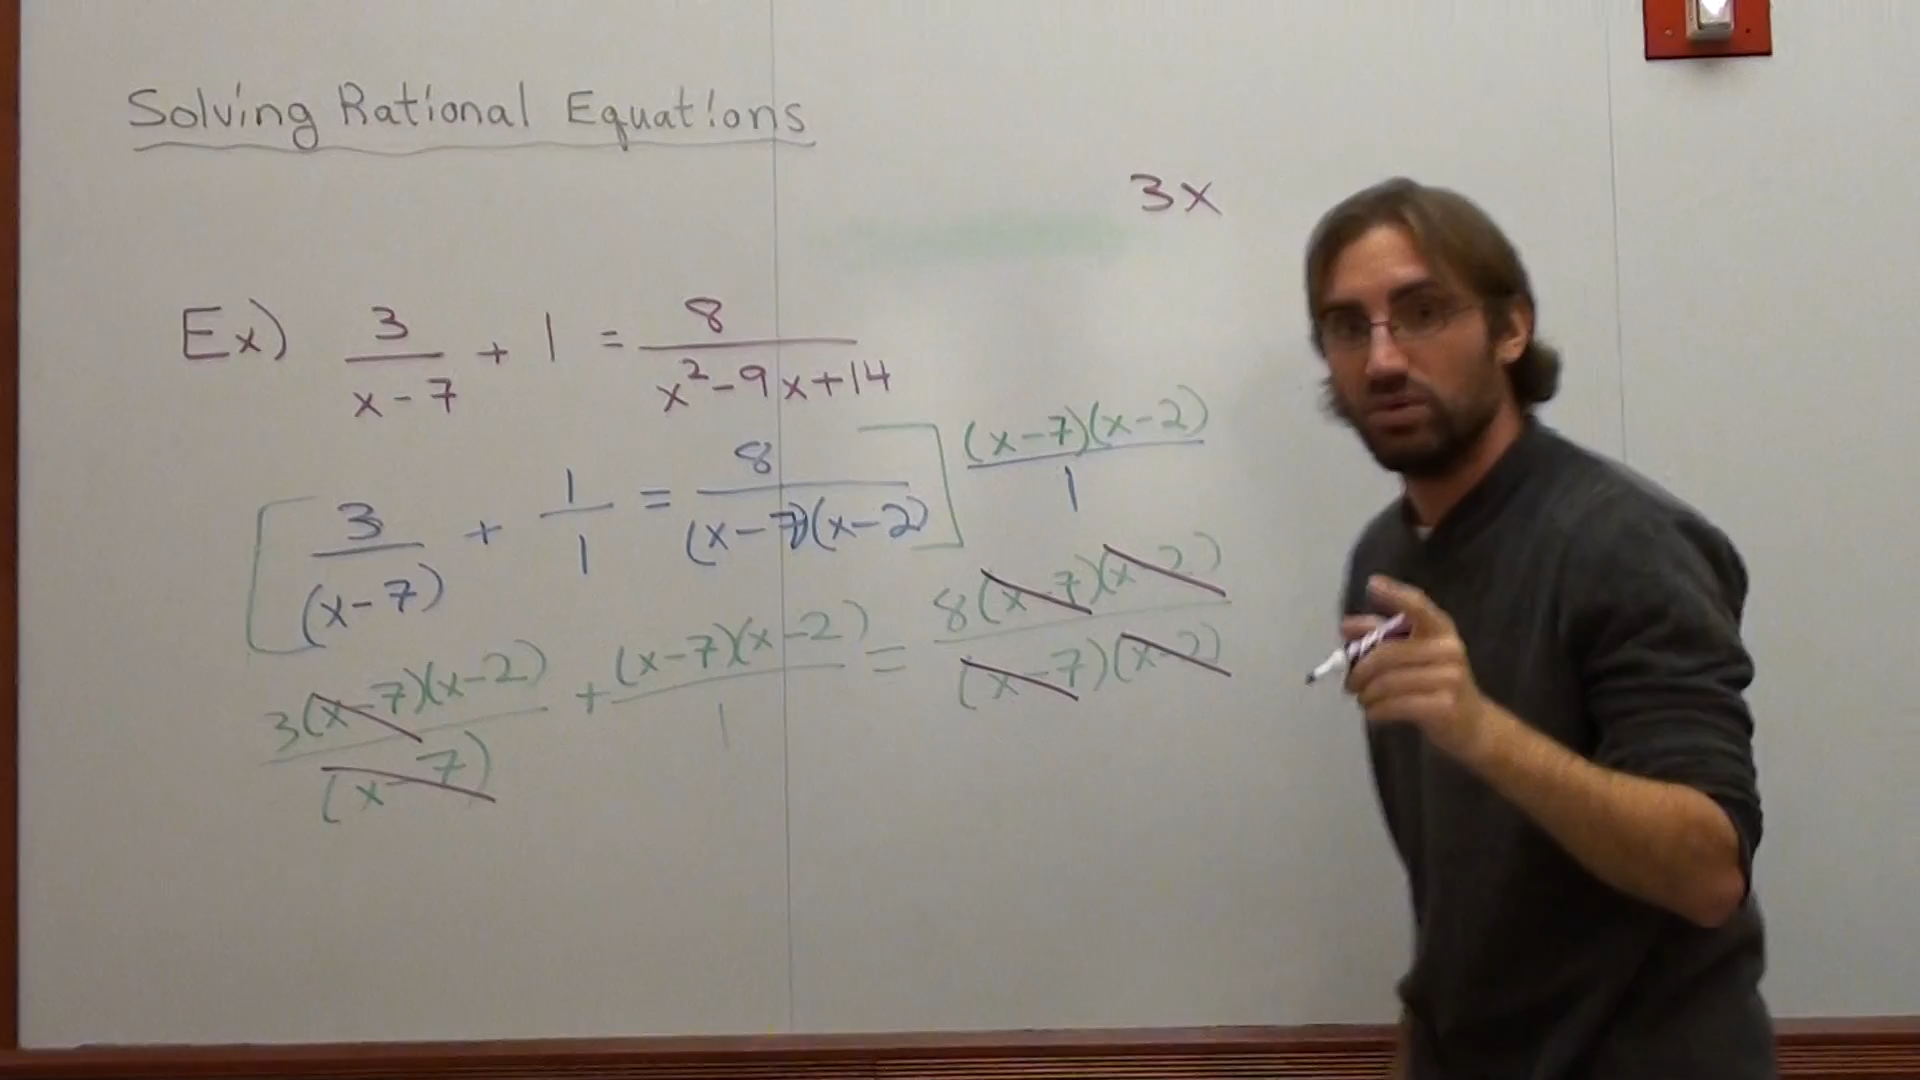 Solving Rational Equations
3x
Ex) 3/(x-7) + 1 = 8/(x²-9x+14)
[3/(x-7) + 1/1 = 8/((x-7)(x-2))] (x-7)(x-2)/1
3(x-7)(x-2)/(x-7) + (x-7)(x-2)/1 = 8(x-7)(x-2)/((x-7)(x-2))